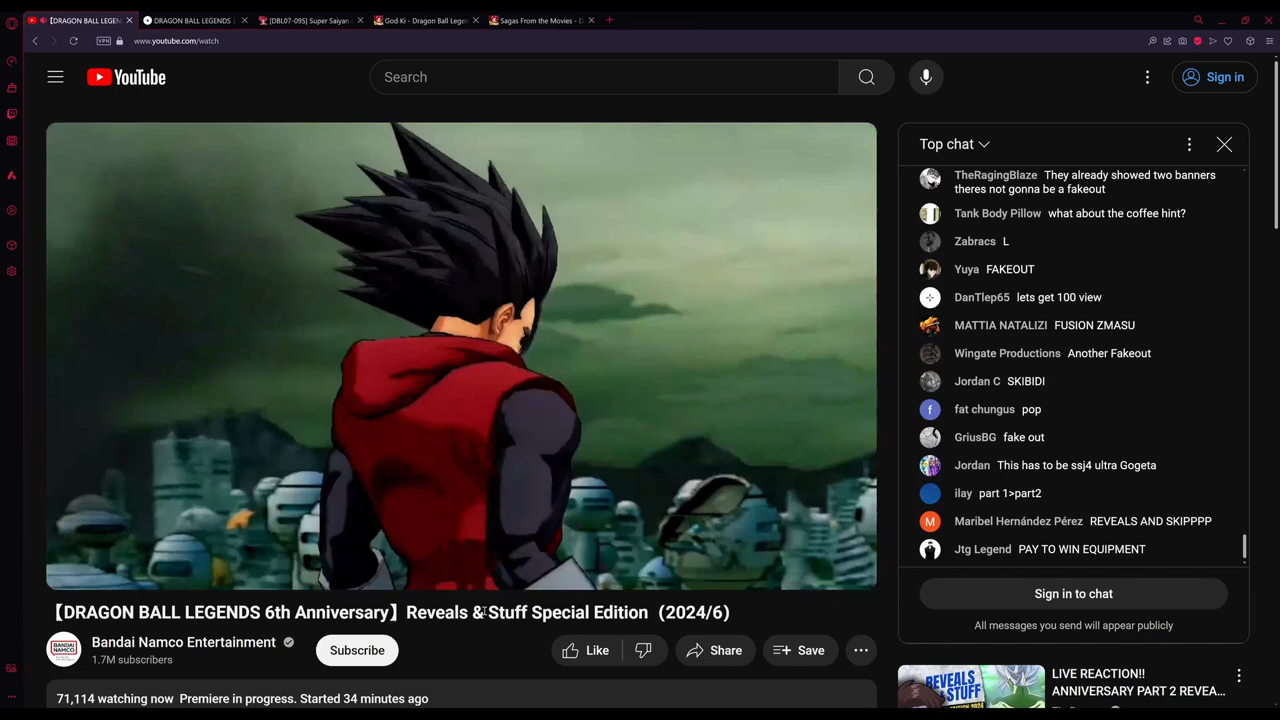 【DRAGON BALL LEGEN
DRAGON BALL LEGENDS
[DBL07-09S] Super Saiyan
God Ki - Dragon Ball Lege
Sagas From the Movies - D
VPN
www.youtube.com/watch
YouTube
Search
Sign in
Top chat
TheRagingBlaze They already showed two banners
theres not gonna be a fakeout
Tank Body Pillow what about the coffee hint?
Zabracs L
Yuya FAKEOUT
DanTlep65 lets get 100 view
MATTIA NATALIZI FUSION ZMASU
Wingate Productions Another Fakeout
Jordan C SKIBIDI
f
fat chungus pop
GriusBG fake out
Jordan This has to be ssj4 ultra Gogeta
ilay part 1>part2
M
Maribel Hernández Pérez REVEALS AND SKIPPPP
Jtg Legend PAY TO WIN EQUIPMENT
Sign in to chat
All messages you send will appear publicly
【DRAGON BALL LEGENDS 6th Anniversary】Reveals & Stuff Special Edition（2024/6)
BANDAI
NAMCO
Bandai Namco Entertainment
1.7M subscribers
Subscribe
Like
Share
Save
71,114 watching now Premiere in progress. Started 34 minutes ago
REVEALS
STUFF
LIVE REACTION!!
ANNIVERSARY PART 2 REVEA...